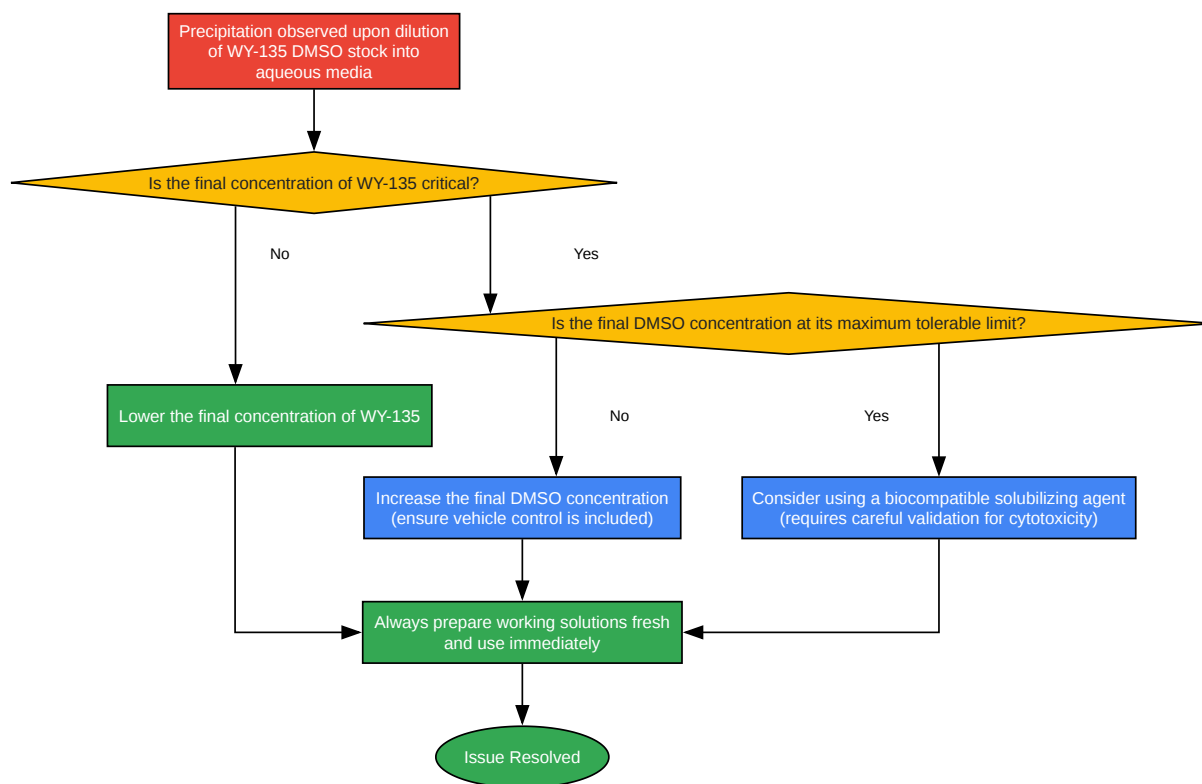 Precipitation observed upon dilution
of WY-135 DMSO stock into
aqueous media
Is the final concentration of WY-135 critical?
No
Yes
Is the final DMSO concentration at its maximum tolerable limit?
Lower the final concentration of WY-135
No
Yes
Increase the final DMSO concentration
(ensure vehicle control is included)
Consider using a biocompatible solubilizing agent
(requires careful validation for cytotoxicity)
Always prepare working solutions fresh
and use immediately
Issue Resolved